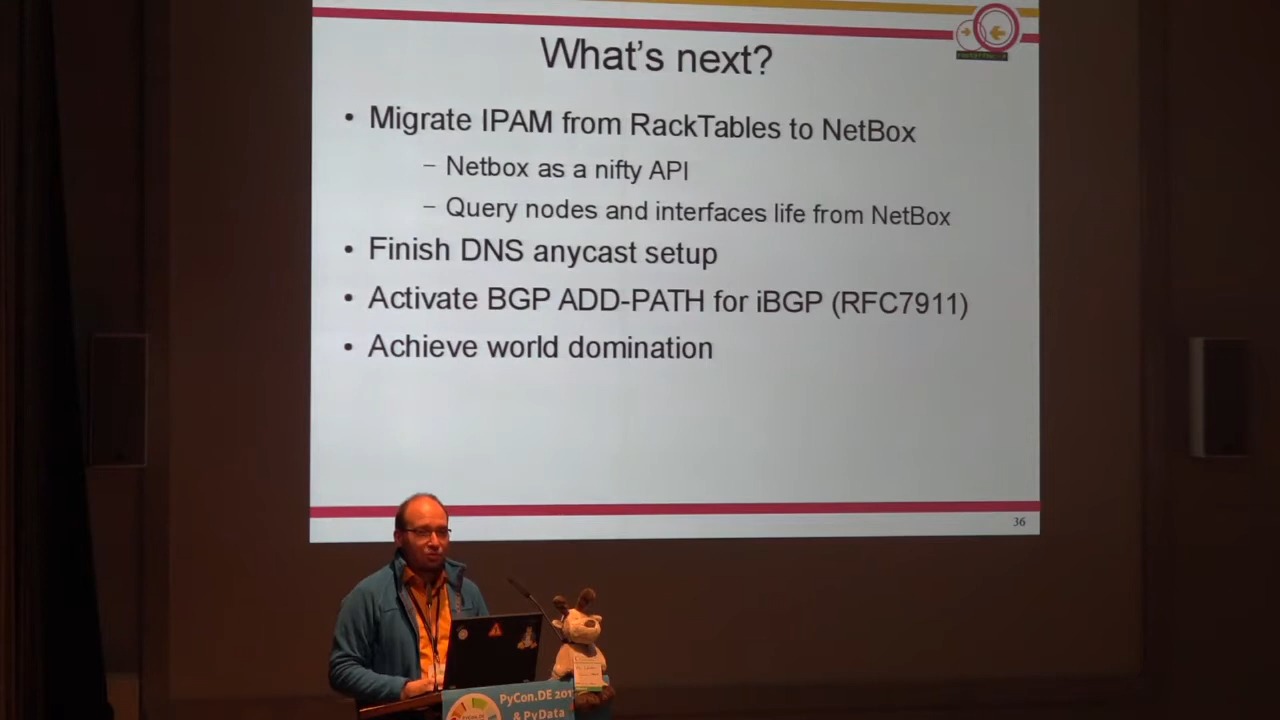 What's next?
• Migrate IPAM from RackTables to NetBox
– Netbox as a nifty API
– Query nodes and interfaces life from NetBox
• Finish DNS anycast setup
• Activate BGP ADD-PATH for iBGP (RFC7911)
• Achieve world domination
36
PyCon.DE 201
& PyData